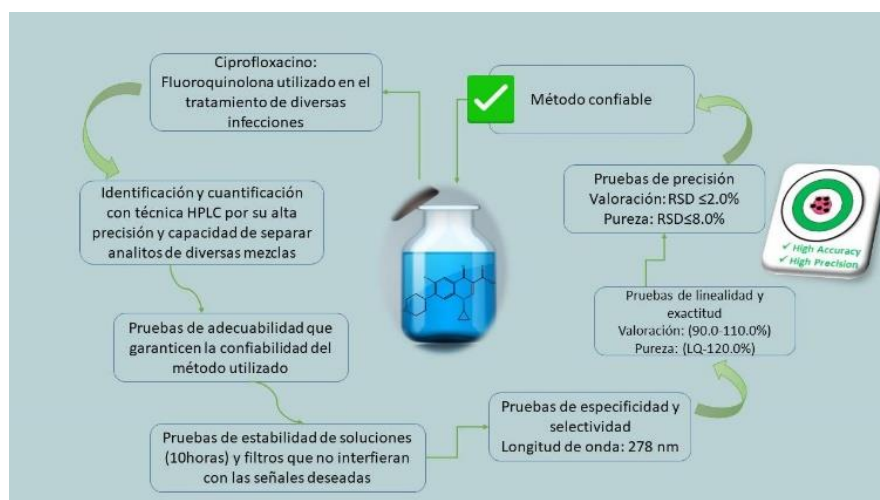 Ciprofloxacino:
Fluoroquinolona utilizado en el
tratamiento de diversas
infecciones
Identificación y cuantificación
con técnica HPLC por su alta
precisión y capacidad de separar
analitos de diversas mezclas
Pruebas de adecuabilidad que
garanticen la confiabilidad del
método utilizado
Pruebas de estabilidad de soluciones
(10horas) y filtros que no interfieran
con las señales deseadas
Pruebas de especificidad y
selectividad
Longitud de onda: 278 nm
Pruebas de linealidad y
exactitud
Valoración: (90.0-110.0%)
Pureza: (LQ-120.0%)
Pruebas de precisión
Valoración: RSD ≤2.0%
Pureza: RSD≤8.0%
✓ High Accuracy
✓ High Precision
Método confiable